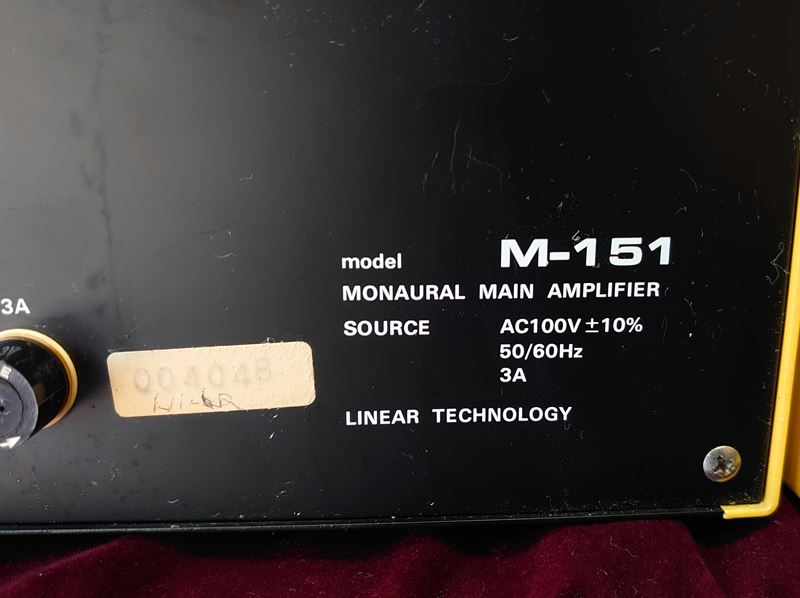 model M-151
MONAURAL MAIN AMPLIFIER
3A
SOURCE AC100V ±10%
50/60Hz
3A
004048
LINEAR TECHNOLOGY